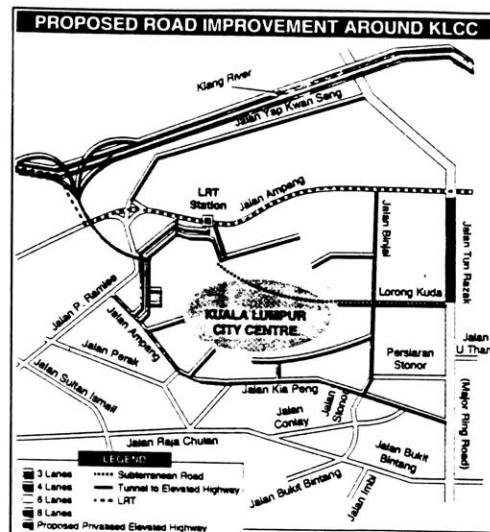 PROPOSED ROAD IMPROVEMENT AROUND KLCC
Klang River
Jalan Yap Kwan Seng
LRT
Station
Jalan Ampang
Jalan Binjai
Jalan Tun Razak
Lorong Kuda
Jalan P. Ramlee
Jalan Ampang
KUALA LUMPUR
CITY CENTRE
Jalan Perak
Persiaran
Stonor
Jalan
U Than
Jalan Sultan Ismail
Jalan Kia Peng
Jalan
Stonor
Jalan
Conlay
(Major Ring Road)
Jalan Raja Chulan
Jalan Bukit
Bintang
Jalan Bukit Bintang
Jalan Imbi
LEGEND
3 Lanes
4 Lanes
6 Lanes
8 Lanes
Subterranean Road
Tunnel to Elevated Highway
LRT
Proposed Privatised Elevated Highway